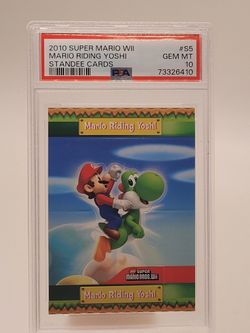 2010 SUPER MARIO WII #S5
MARIO RIDING YOSHI GEM MT
STANDEE CARDS PSA 10
73326410
Mario Riding Yoshi
NEW SUPER
MARIO BROS. Wii
Mario Riding Yoshi